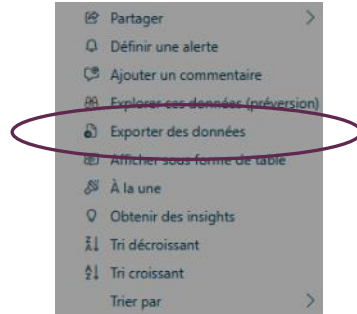 Partager
Définir une alerte
Ajouter un commentaire
Explorer ces données (préversion)
Exporter des données
Afficher sous forme de table
À la une
Obtenir des insights
Tri décroissant
Tri croissant
Trier par